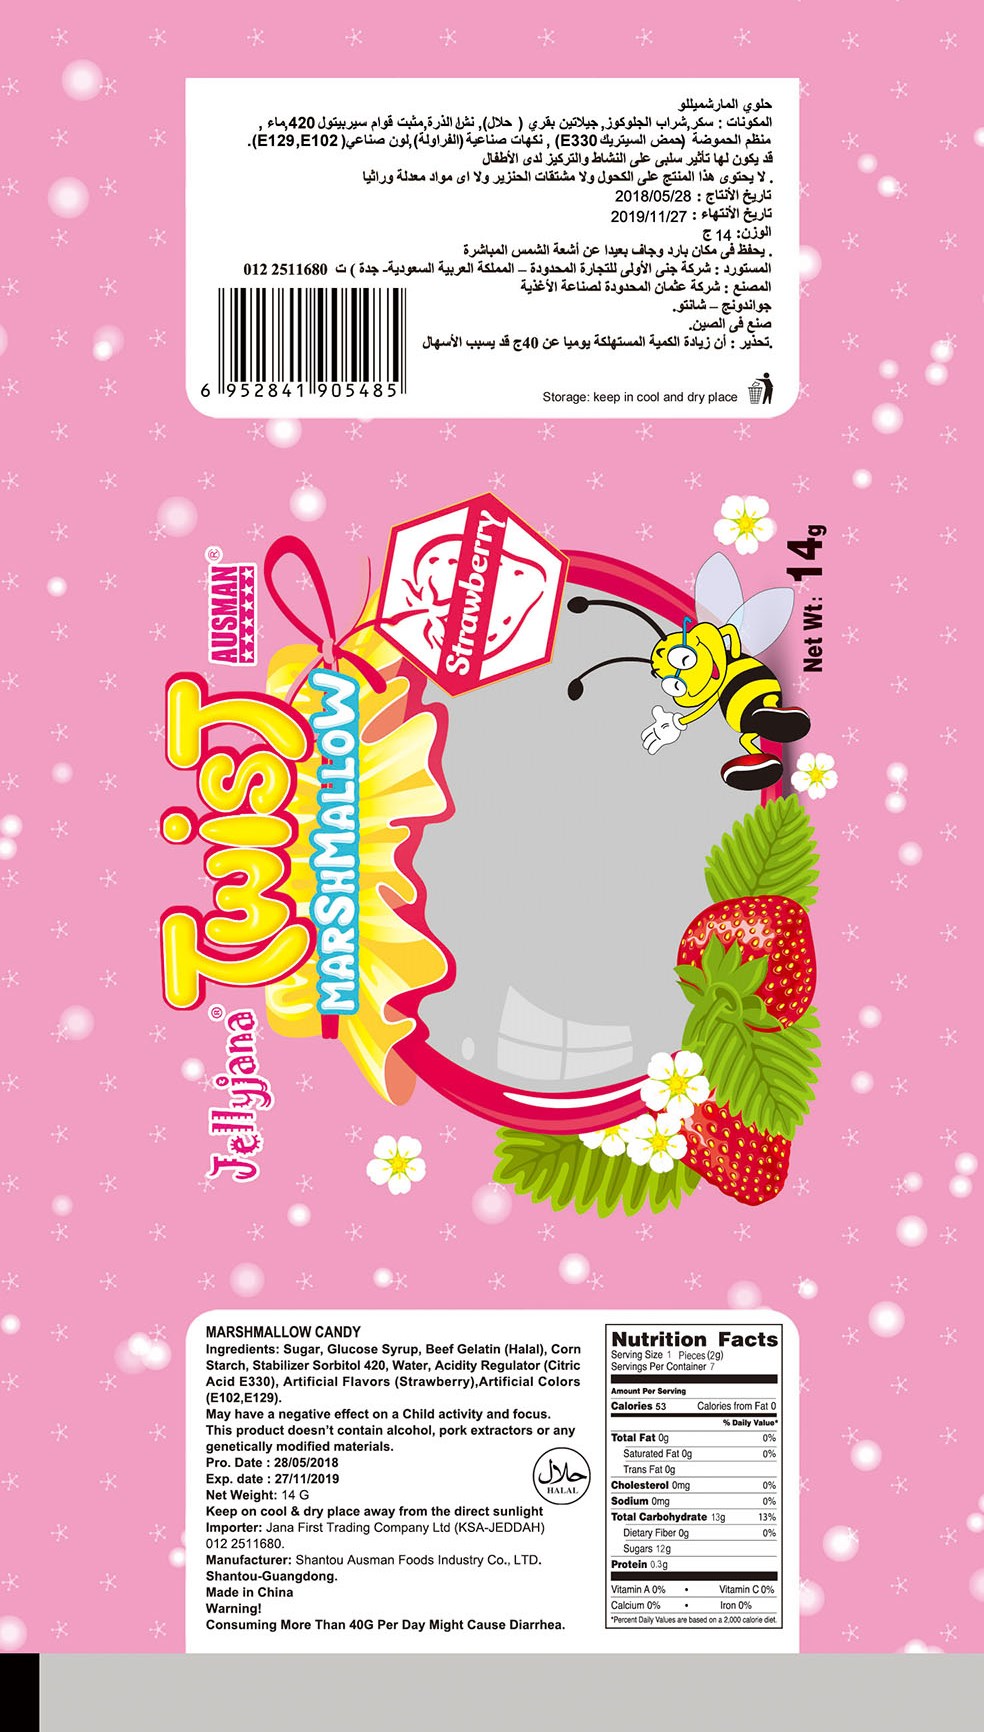 حلوي المارشميللو
المكونات : سكر,شراب الجلوكوز,جيلاتين بقري ( حلال), نشا الذرة,مثبت قوام سيربيتول 420,ماء ,
منظم الحموضة (حمض السيتريك E330) , نكهات صناعية (الفراولة),لون صناعي( E129,E102).
قد يكون لها تأثير سلبى على النشاط والتركيز لدى الأطفال
. لا يحتوى هذا المنتج على الكحول ولا مشتقات الخنزير ولا اى مواد معدلة وراثيا
تاريخ الأنتاج : 2018/05/28
تاريخ الأنتهاء : 2019/11/27
الوزن: 14 ج
. يحفظ فى مكان بارد وجاف بعيدا عن أشعة الشمس المباشرة
المستورد : شركة جنى الأولى للتجارة المحدودة – المملكة العربية السعودية- جدة ) ت 2511680 012
المصنع : شركة عثمان المحدودة لصناعة الأغذية
جواندونج – شانتو.
صنع فى الصين.
.تحذير : أن زيادة الكمية المستهلكة يوميا عن 40ج قد يسبب الأسهال
6 952841 905485
Storage: keep in cool and dry place
Jellyjana®
AUSMAN®
TwisT
MARSHMALLOW
Strawberry
Net Wt: 14g
MARSHMALLOW CANDY
Ingredients: Sugar, Glucose Syrup, Beef Gelatin (Halal), Corn
Starch, Stabilizer Sorbitol 420, Water, Acidity Regulator (Citric
Acid E330), Artificial Flavors (Strawberry),Artificial Colors
(E102,E129).
May have a negative effect on a Child activity and focus.
This product doesn't contain alcohol, pork extractors or any
genetically modified materials.
Pro. Date : 28/05/2018
Exp. date : 27/11/2019
Net Weight: 14 G
Keep on cool & dry place away from the direct sunlight
Importer: Jana First Trading Company Ltd (KSA-JEDDAH)
012 2511680.
Manufacturer: Shantou Ausman Foods Industry Co., LTD.
Shantou-Guangdong.
Made in China
Warning!
Consuming More Than 40G Per Day Might Cause Diarrhea.
حلال
HALAL
Nutrition Facts
Serving Size 1 Pieces (2g)
Servings Per Container 7
Amount Per Serving
Calories 53 Calories from Fat 0
% Daily Value*
Total Fat 0g 0%
Saturated Fat 0g 0%
Trans Fat 0g
Cholesterol 0mg 0%
Sodium 0mg 0%
Total Carbohydrate 13g 13%
Dietary Fiber 0g 0%
Sugars 12g
Protein 0.3g
Vitamin A 0% • Vitamin C 0%
Calcium 0% • Iron 0%
*Percent Daily Values are based on a 2,000 calorie diet.